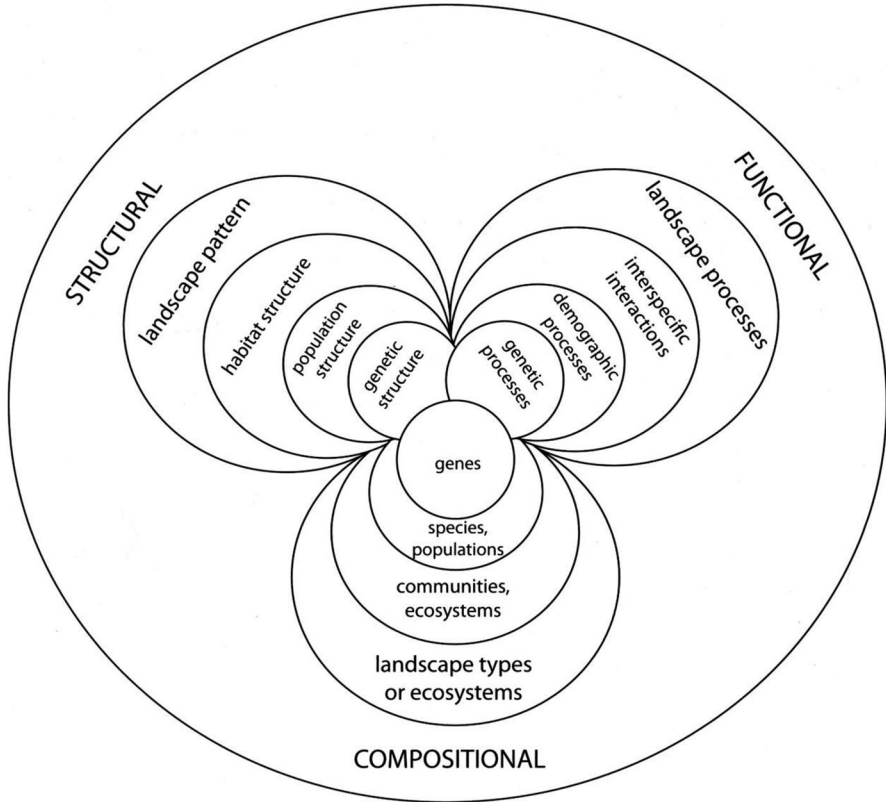 STRUCTURAL
landscape pattern
habitat structure
population
structure
genetic
structure
FUNCTIONAL
landscape processes
interspecific
interactions
demographic
processes
genetic
processes
genes
species,
populations
communities,
ecosystems
landscape types
or ecosystems
COMPOSITIONAL